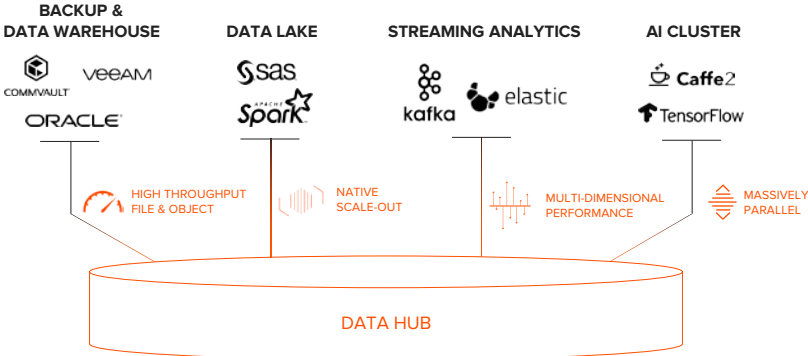 BACKUP &
DATA WAREHOUSE
DATA LAKE
STREAMING ANALYTICS
AI CLUSTER
COMMVAULT
veeam
ORACLE
sas
APACHE
Spark
kafka
elastic
Caffe2
TensorFlow
HIGH THROUGHPUT
FILE & OBJECT
NATIVE
SCALE-OUT
MULTI-DIMENSIONAL
PERFORMANCE
MASSIVELY
PARALLEL
DATA HUB